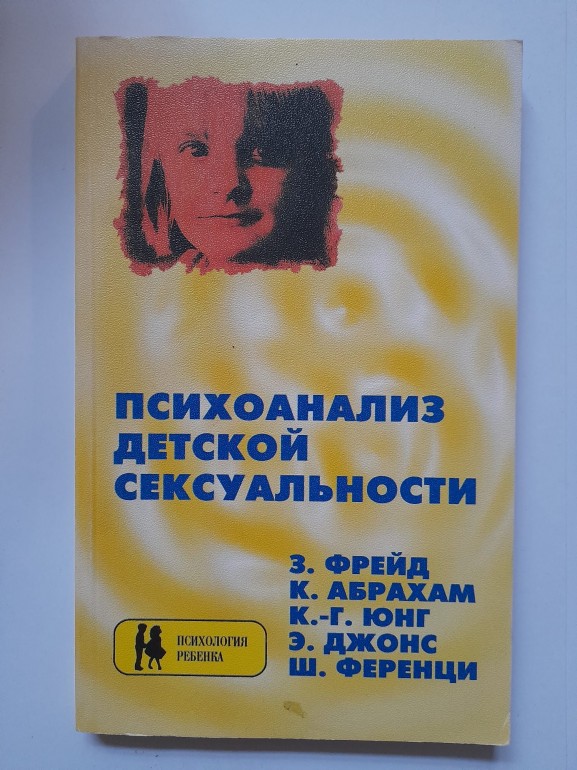 ПСИХОАНАЛИЗ
ДЕТСКОЙ
СЕКСУАЛЬНОСТИ
З. ФРЕЙД
К. АБРАХАМ
К.-Г. ЮНГ
Э. ДЖОНС
Ш. ФЕРЕНЦИ
ПСИХОЛОГИЯ
РЕБЕНКА